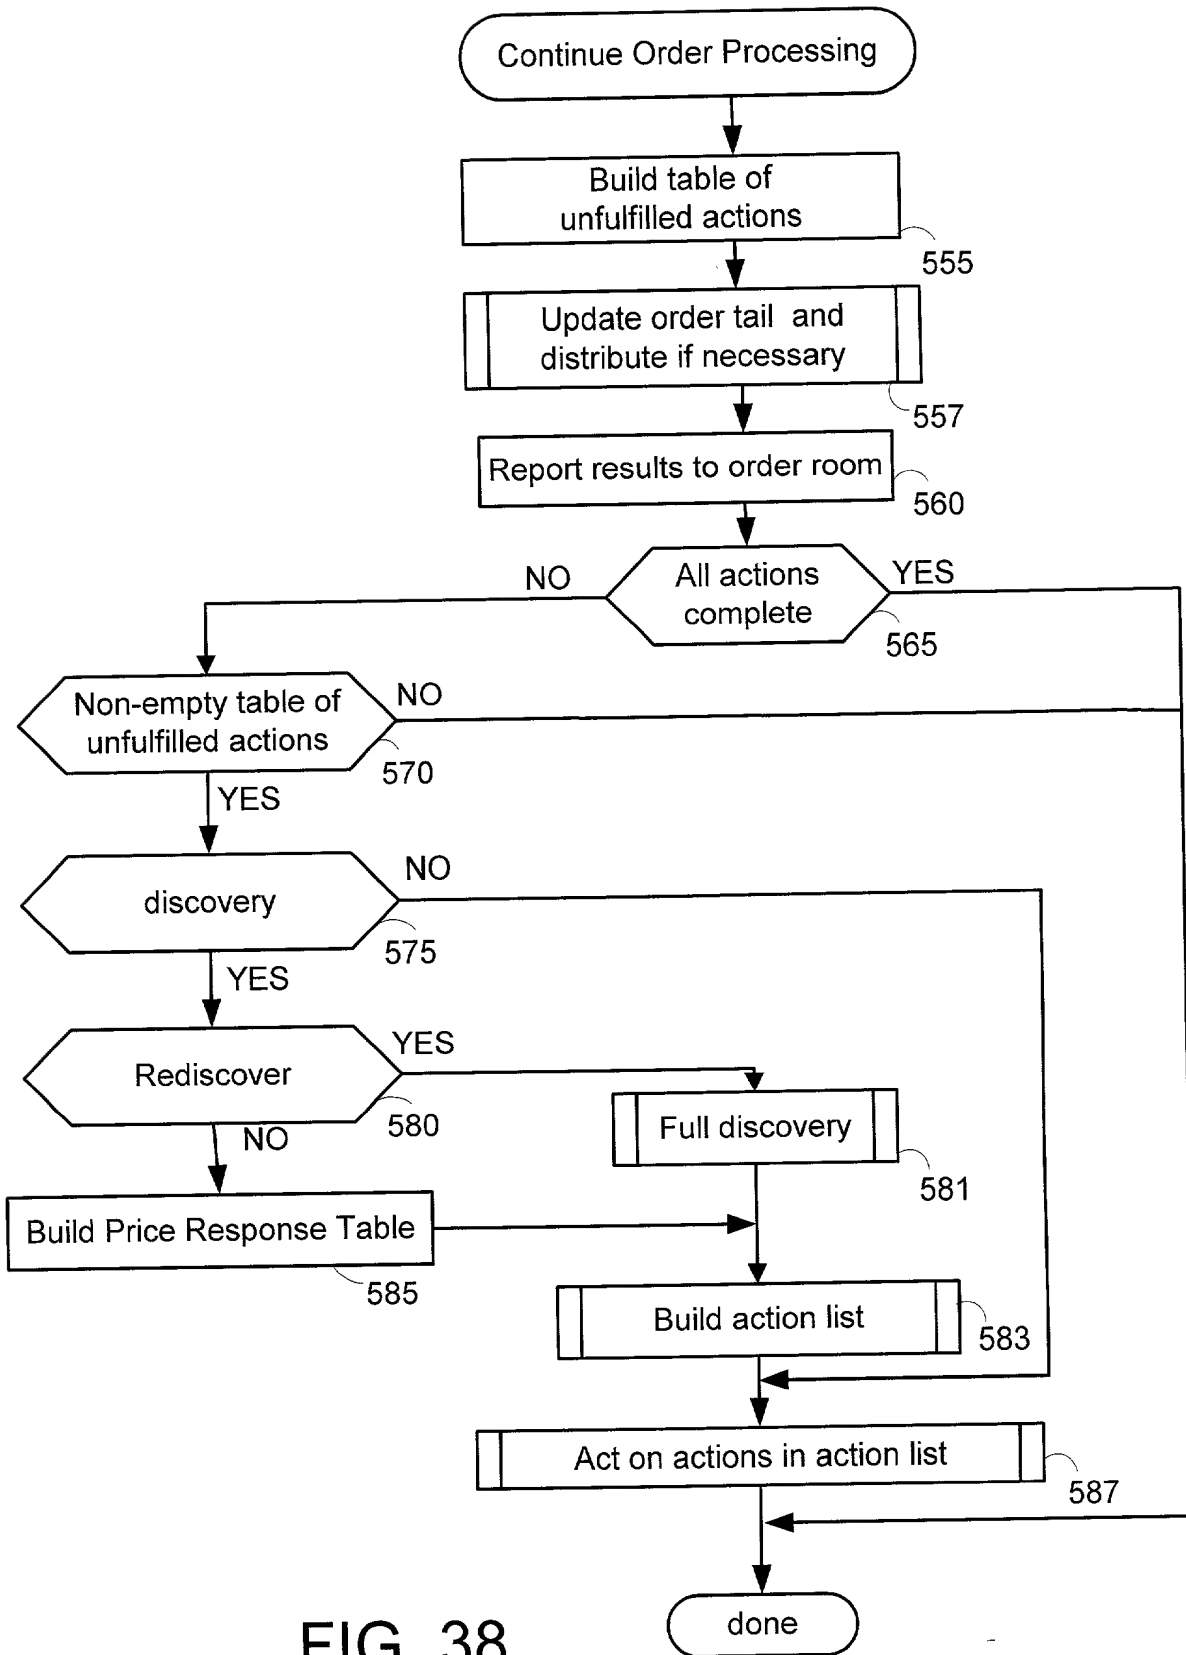 Continue Order Processing
Build table of
unfulfilled actions
555
Update order tail and
distribute if necessary
557
Report results to order room
560
NO
All actions
complete
YES
565
Non-empty table of
unfulfilled actions
NO
570
YES
discovery
NO
575
YES
Rediscover
YES
580
NO
Full discovery
581
Build Price Response Table
585
Build action list
583
Act on actions in action list
587
done
FIG. 38